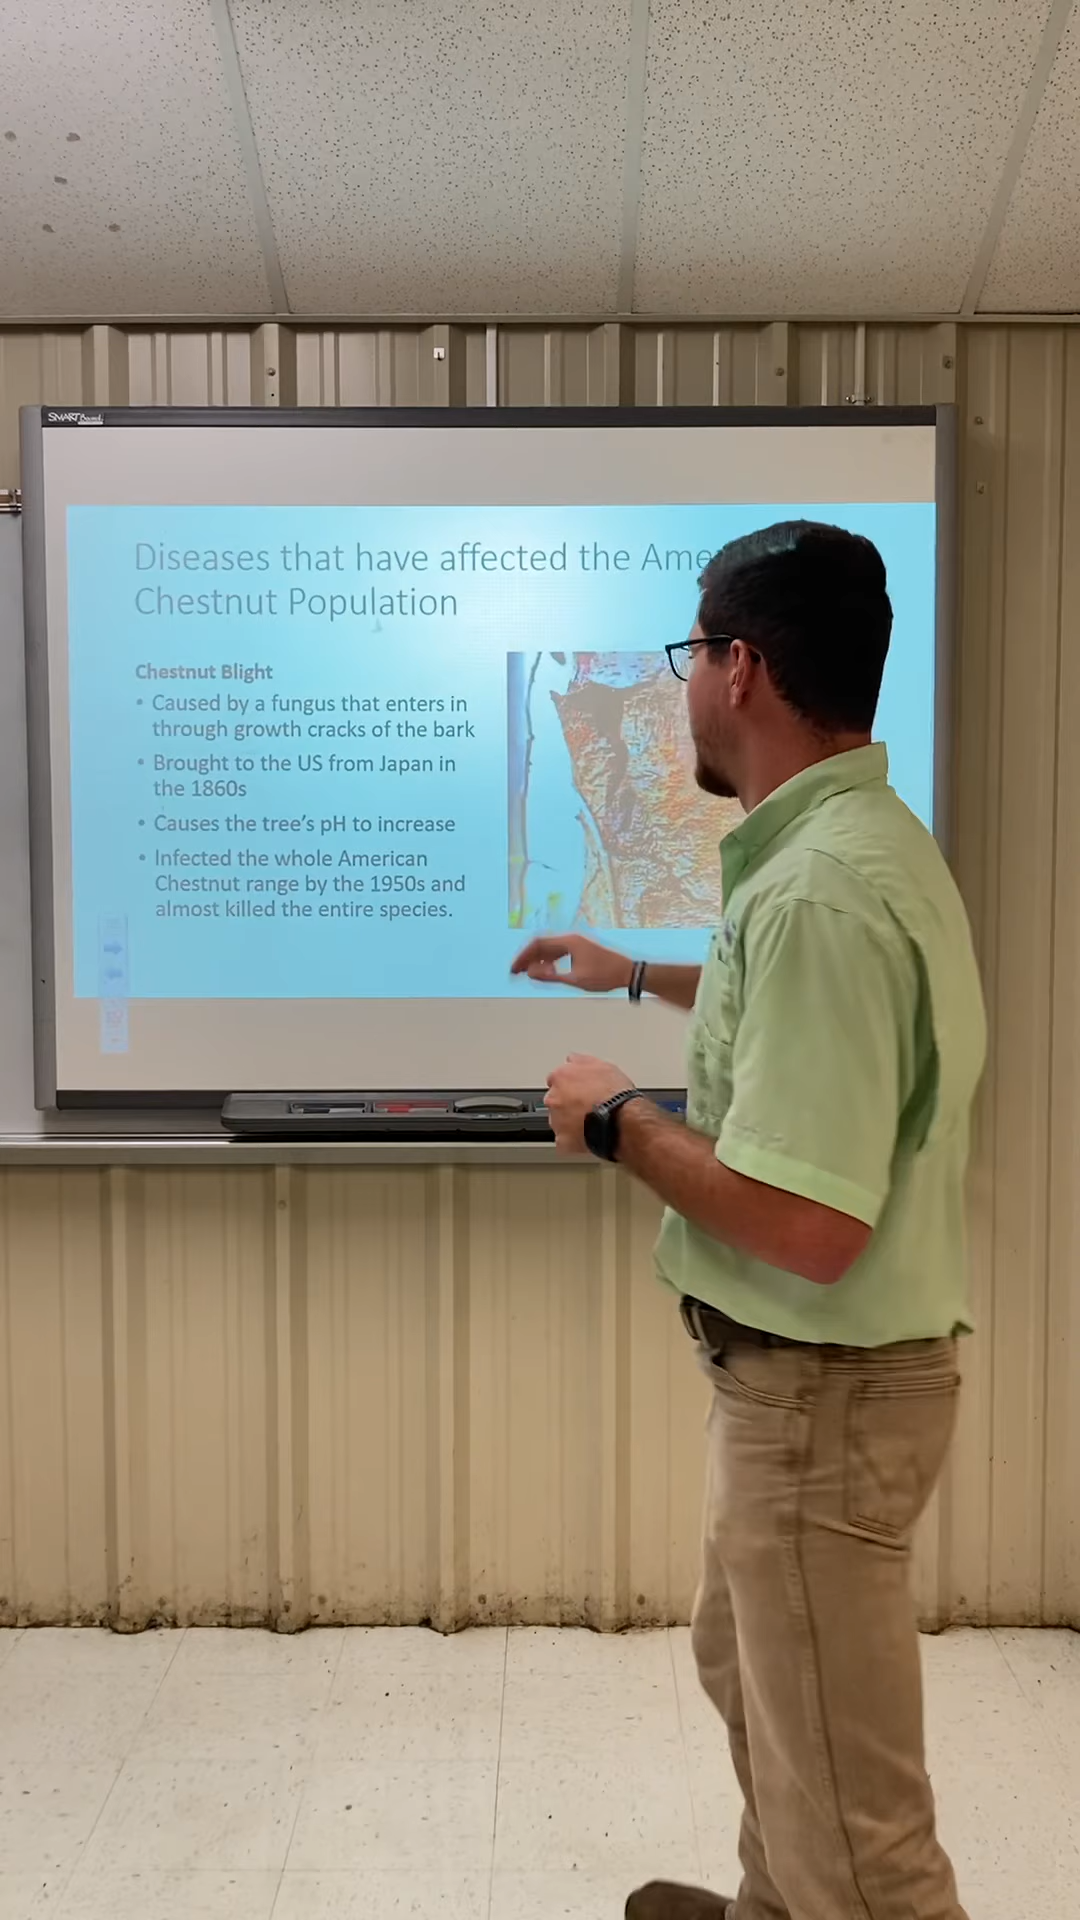 SMART Board
Diseases that have affected the
Chestnut Population
Chestnut Blight
• Caused by a fungus that enters in
through growth cracks of the bark
• Brought to the US from Japan in
the 1860s
• Causes the tree's pH to increase
• Infected the whole American
Chestnut range by the 1950s and
almost killed the entire species.